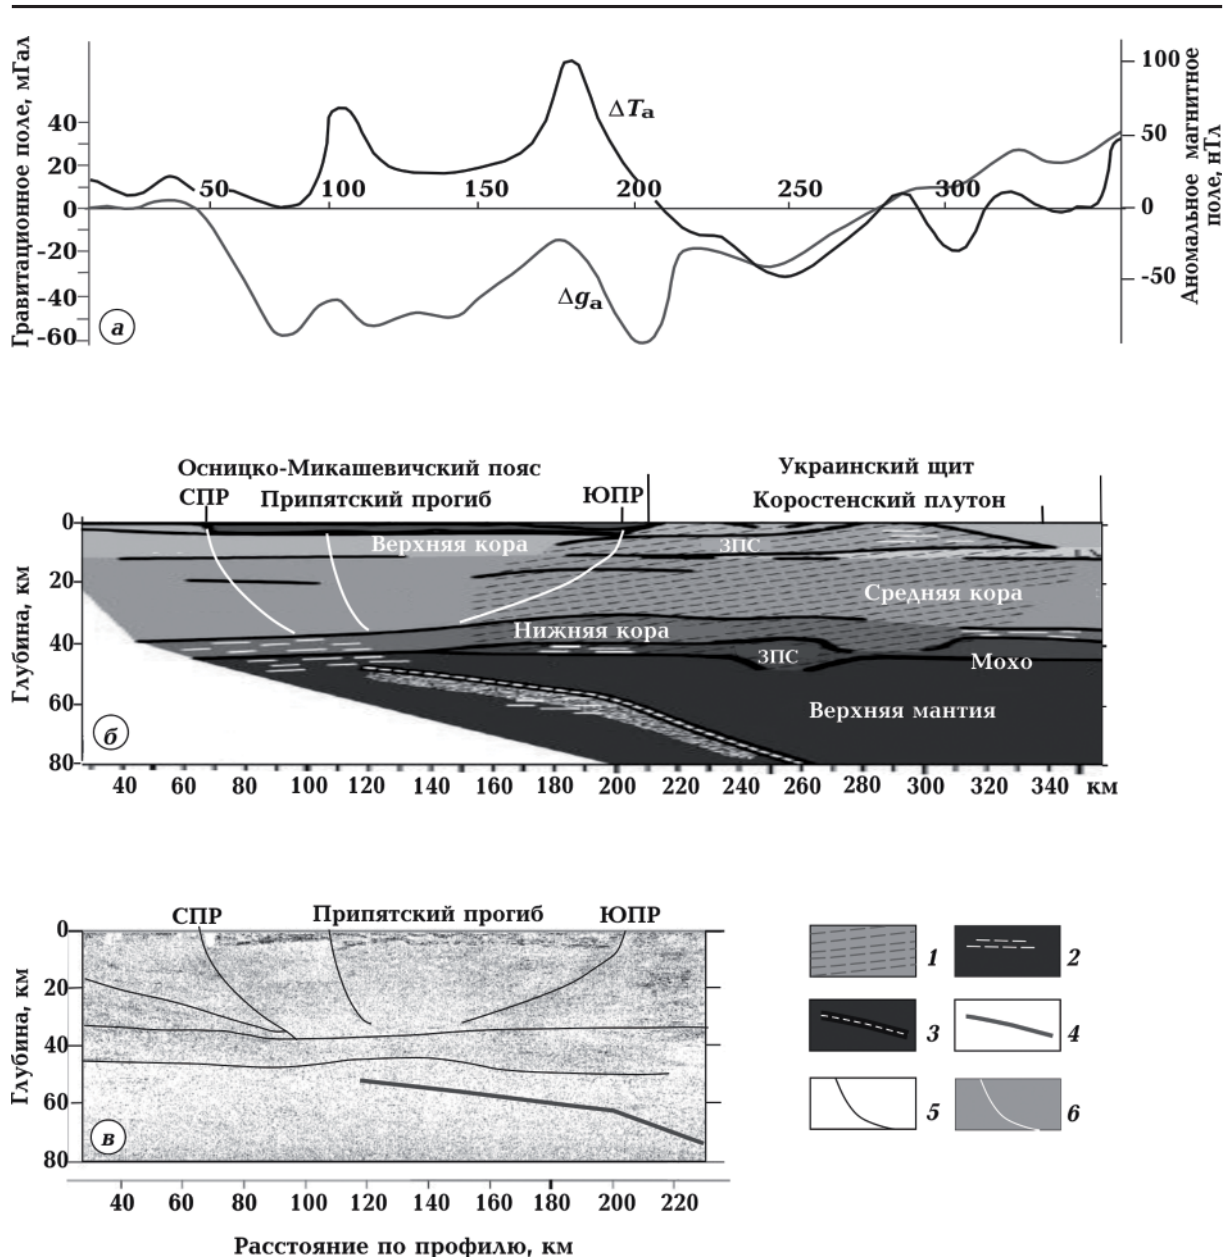 Гравитационное поле, мГал
40
20
0
-20
-40
-60
50
100
150
200
250
300
ΔTа
Δgа
а
100
50
0
-50
Аномальное магнитное
поле, нТл
Осницко-Микашевичский пояс
Украинский щит
СПР
Припятский прогиб
ЮПР
Коростенский плутон
Глубина, км
0
20
40
60
80
Верхняя кора
ЗПС
Средняя кора
Нижняя кора
ЗПС
Мохо
Верхняя мантия
б
40 60 80 100 120 140 160 180 200 220 240 260 280 300 320 340 км
СПР
Припятский прогиб
ЮПР
Глубина, км
0
20
40
60
80
в
40 60 80 100 120 140 160 180 200 220
Расстояние по профилю, км
1
2
3
4
5
6